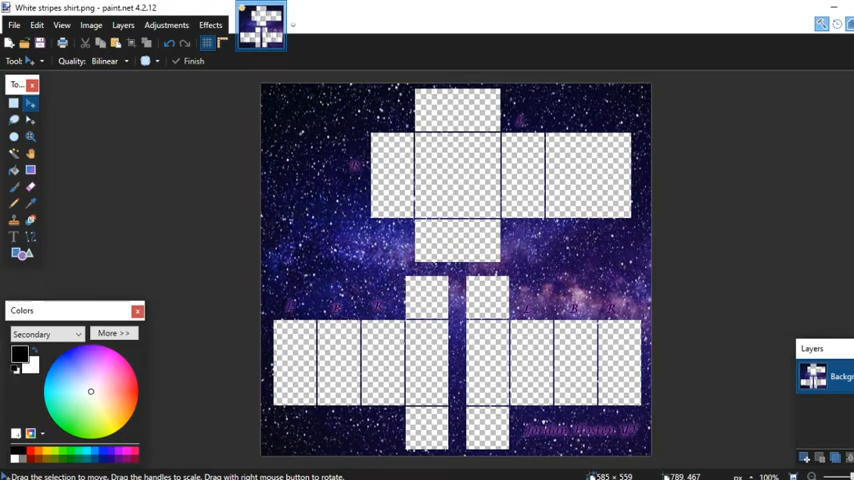 White stripes shirt.png - paint.net 4.2.12
File Edit View Image Layers Adjustments Effects
Tool: Quality: Bilinear Finish
To...
Colors
Secondary More >>
Layers
Backgr
Drag the selection to move. Drag the handles to scale. Drag with right mouse button to rotate. 585 × 559 789, 467 px 100%